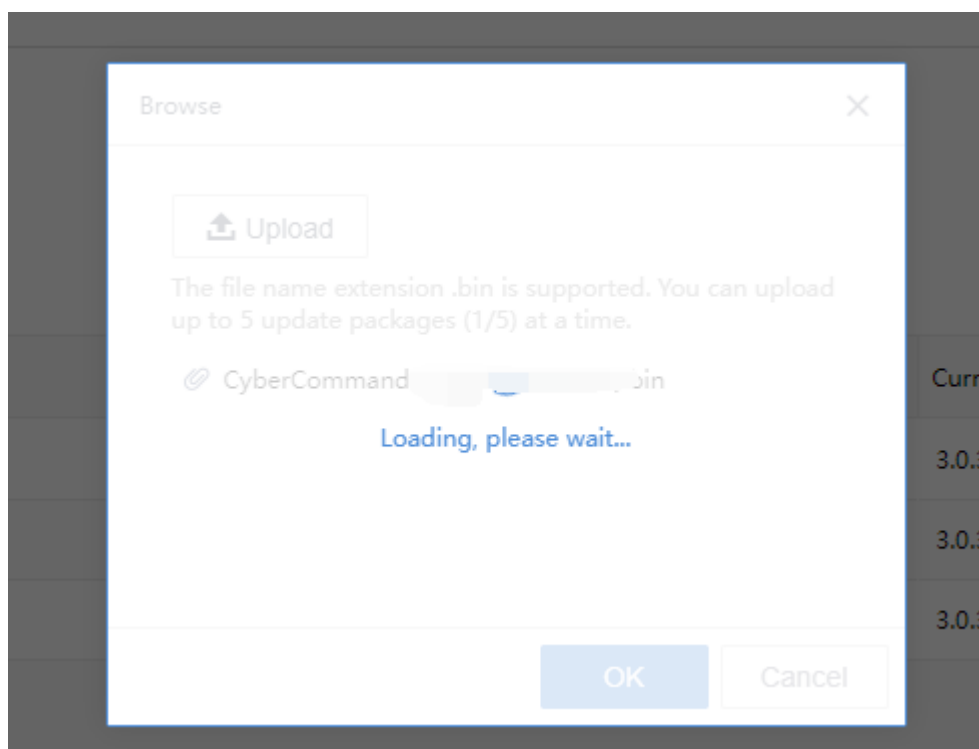 Browse
Upload
The file name extension .bin is supported. You can upload
up to 5 update packages (1/5) at a time.
CyberCommand
Loading, please wait...
OK
Cancel
3.0.
3.0.
3.0.